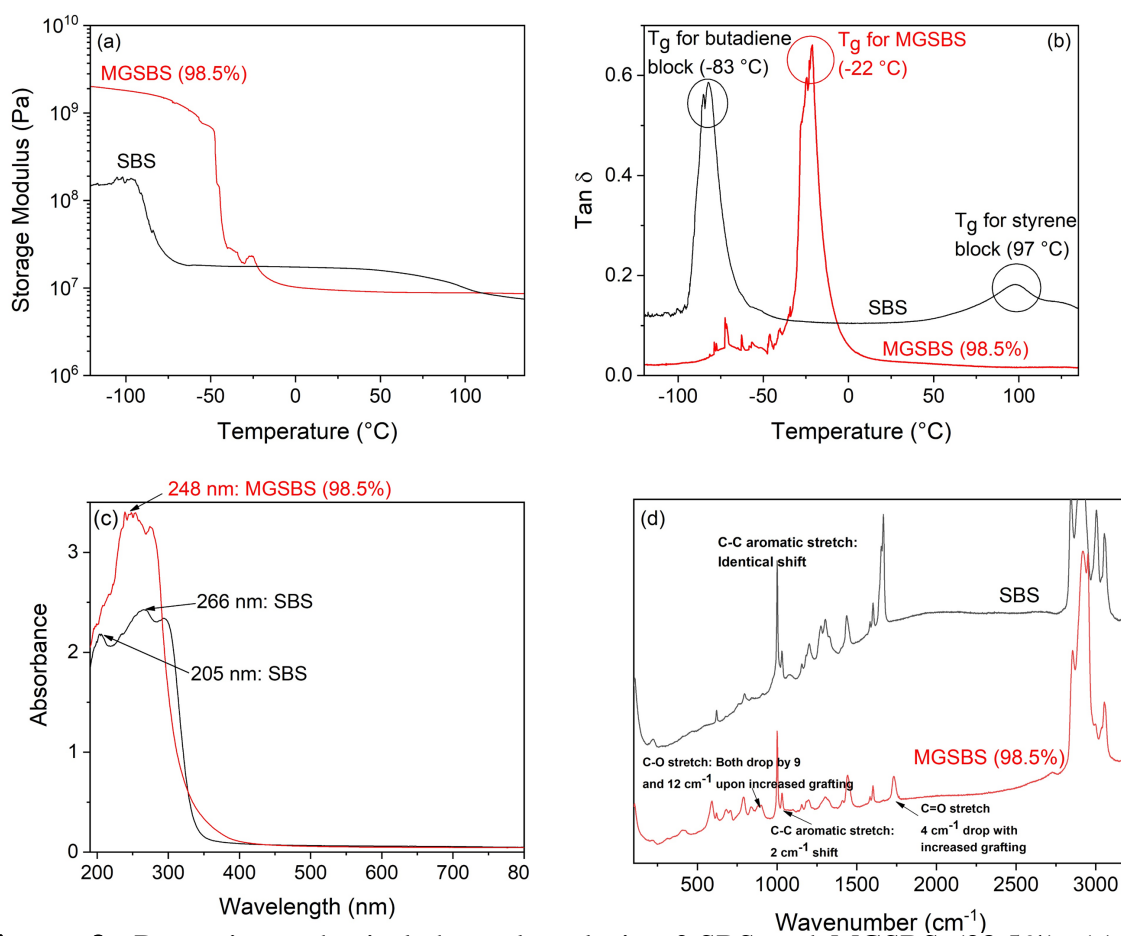 (a)
10^10
10^9
10^8
10^7
10^6
MGSBS (98.5%)
SBS
Storage Modulus (Pa)
-100 -50 0 50 100
Temperature (°C)
(b)
Tg for butadiene
block (-83 °C)
Tg for MGSBS
(-22 °C)
Tg for styrene
block (97 °C)
SBS
MGSBS (98.5%)
0.6
0.4
0.2
0.0
Tan δ
-100 -50 0 50 100
Temperature (°C)
(c)
248 nm: MGSBS (98.5%)
266 nm: SBS
205 nm: SBS
3
2
1
0
Absorbance
200 300 400 500 600 700 80
Wavelength (nm)
(d)
C-C aromatic stretch:
Identical shift
SBS
MGSBS (98.5%)
C-O stretch: Both drop by 9
and 12 cm^-1 upon increased grafting
C-C aromatic stretch:
2 cm^-1 shift
C=O stretch
4 cm^-1 drop with
increased grafting
500 1000 1500 2000 2500 3000
Wavenumber (cm^-1)